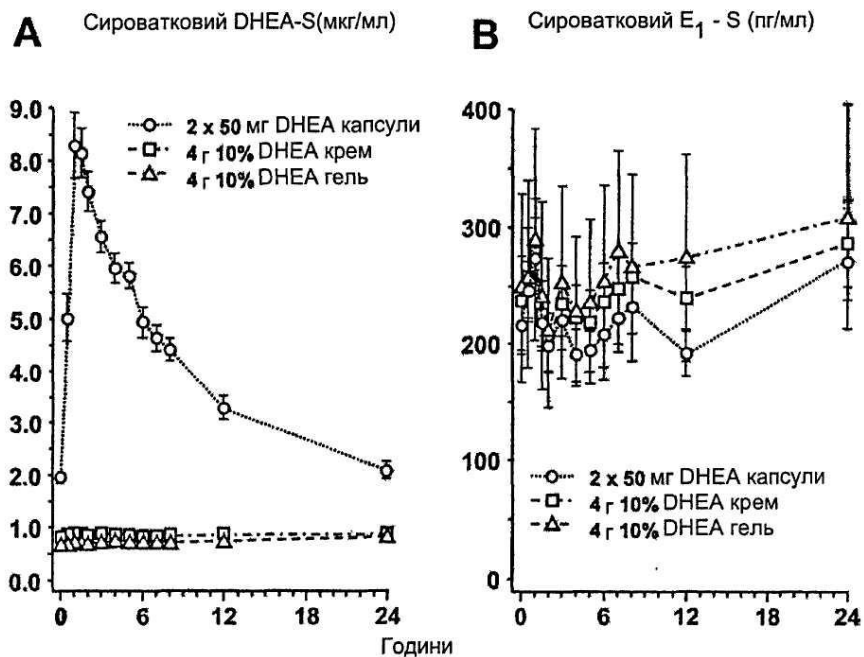 A
Сироватковий DHEA-S(мкг/мл)
9.0
8.0
7.0
6.0
5.0
4.0
3.0
2.0
1.0
0.0
2 x 50 мг DHEA капсули
4 г 10% DHEA крем
4 г 10% DHEA гель
0 6 12 18 24
B
Сироватковий E1 - S (пг/мл)
400
300
200
100
0
2 x 50 мг DHEA капсули
4 г 10% DHEA крем
4 г 10% DHEA гель
0 6 12 18 24
Години